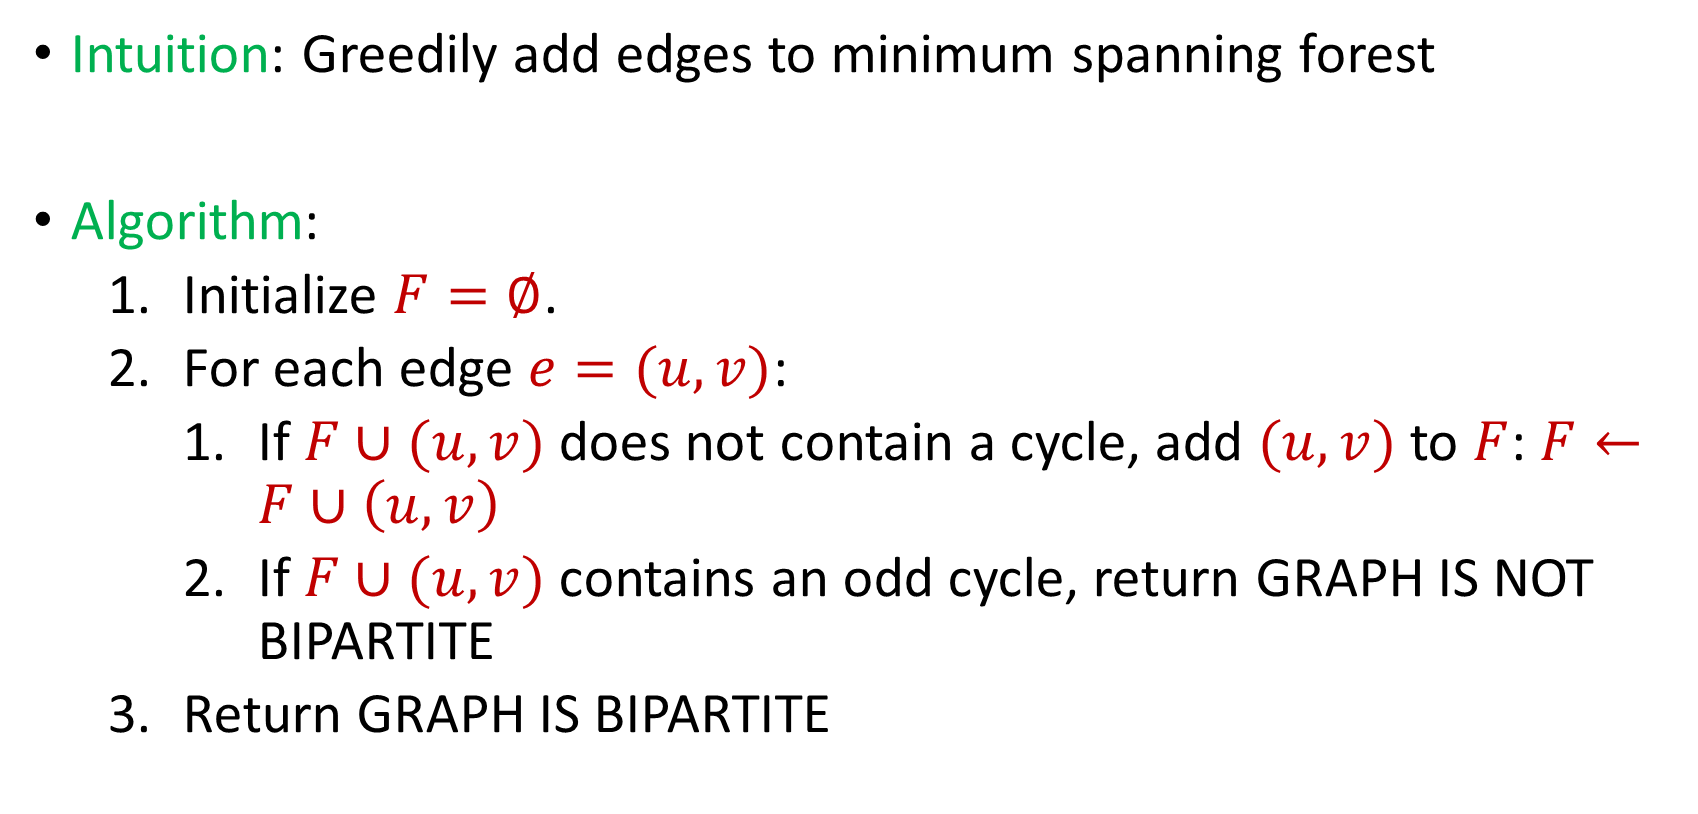 • Intuition: Greedily add edges to minimum spanning forest
• Algorithm:
1. Initialize F = ∅.
2. For each edge e = (u, v):
1. If F ∪ (u, v) does not contain a cycle, add (u, v) to F: F ←
F ∪ (u, v)
2. If F ∪ (u, v) contains an odd cycle, return GRAPH IS NOT
BIPARTITE
3. Return GRAPH IS BIPARTITE